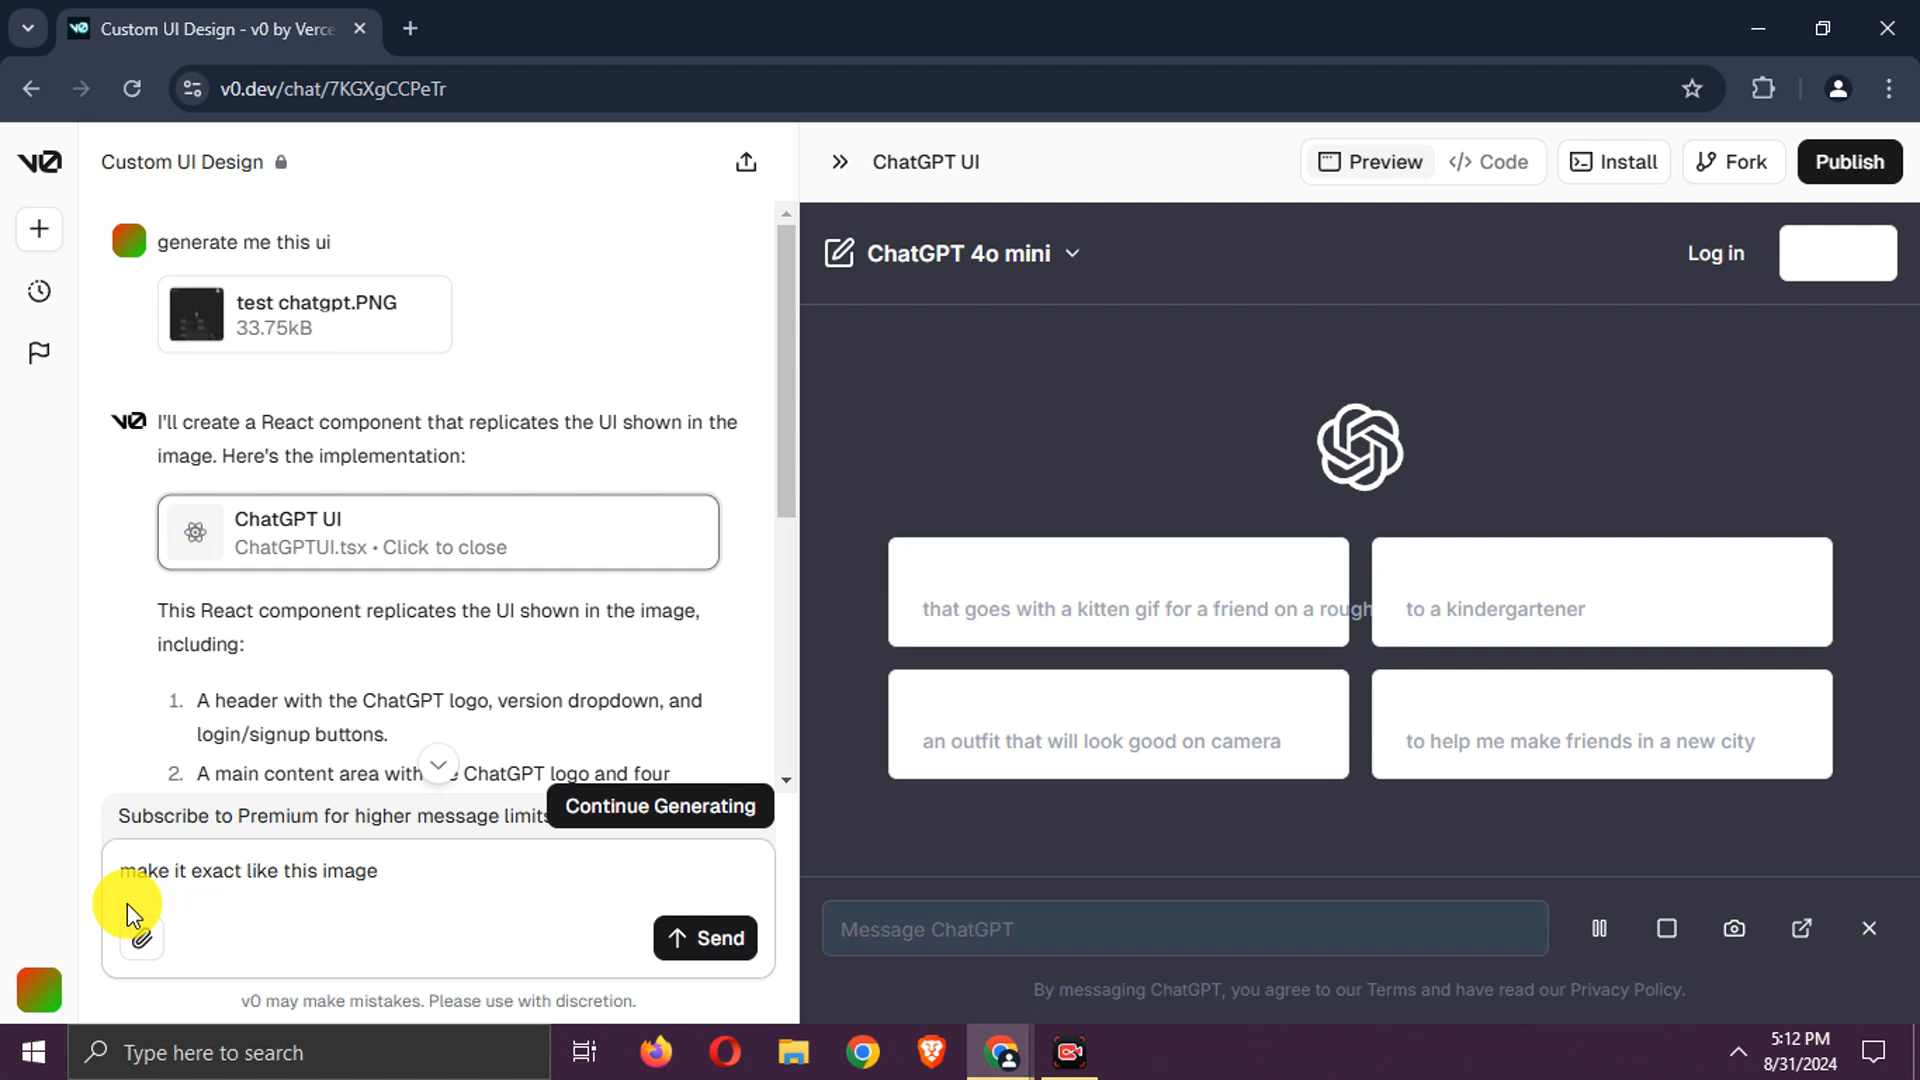 Custom UI Design - v0 by Verce
v0.dev/chat/7KGXgCCPeTr
v0
Custom UI Design
ChatGPT UI
Preview
Code
Install
Fork
Publish
generate me this ui
test chatgpt.PNG
33.75kB
v0
I'll create a React component that replicates the UI shown in the
image. Here's the implementation:
ChatGPT UI
ChatGPTUI.tsx • Click to close
This React component replicates the UI shown in the image,
including:
1. A header with the ChatGPT logo, version dropdown, and
login/signup buttons.
2. A main content area with ChatGPT logo and four
Subscribe to Premium for higher message limits
Continue Generating
make it exact like this image
Send
v0 may make mistakes. Please use with discretion.
ChatGPT 4o mini
Log in
that goes with a kitten gif for a friend on a rough
to a kindergartener
an outfit that will look good on camera
to help me make friends in a new city
Message ChatGPT
By messaging ChatGPT, you agree to our Terms and have read our Privacy Policy.
Type here to search
5:12 PM
8/31/2024